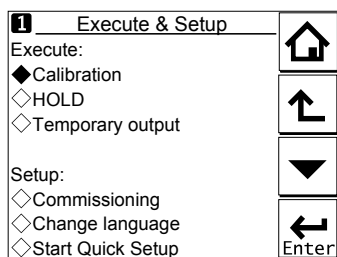 1 Execute & Setup
Execute:
◆Calibration
◇HOLD
◇Temporary output
Setup:
◇Commissioning
◇Change language
◇Start Quick Setup
Enter